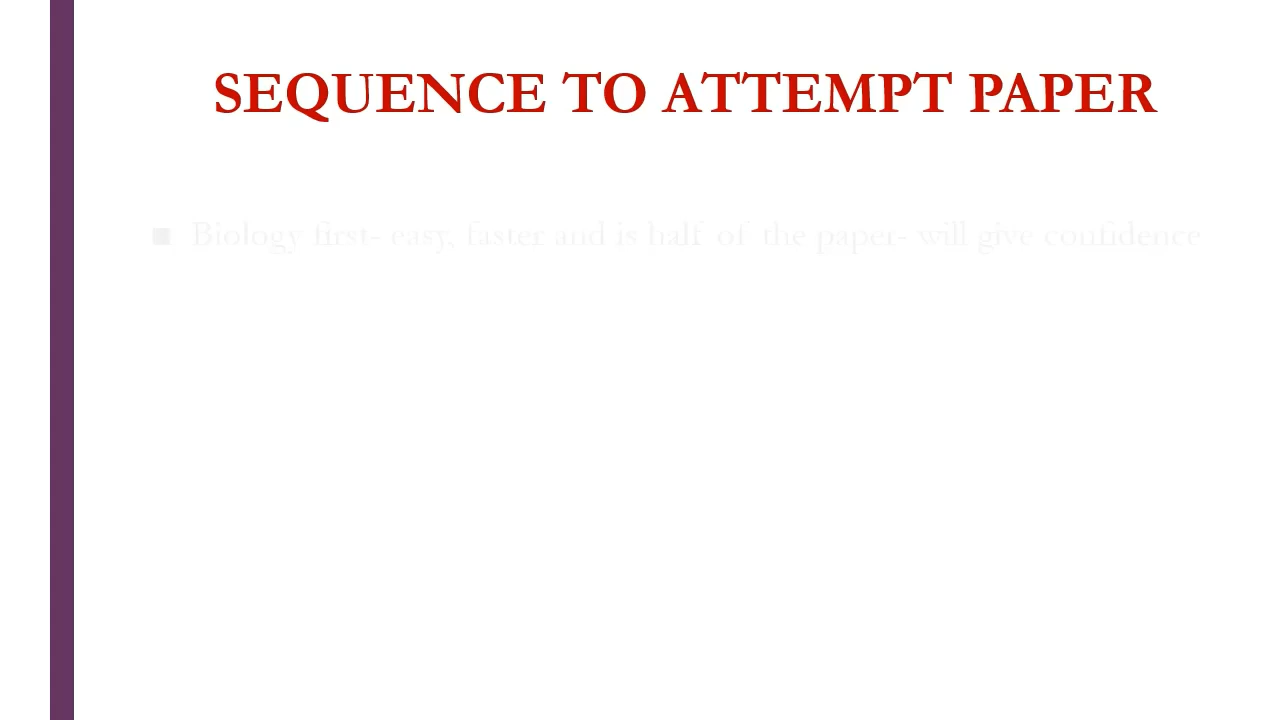 SEQUENCE TO ATTEMPT PAPER
▪ Biology first- easy, faster and is half of the paper- will give confidence